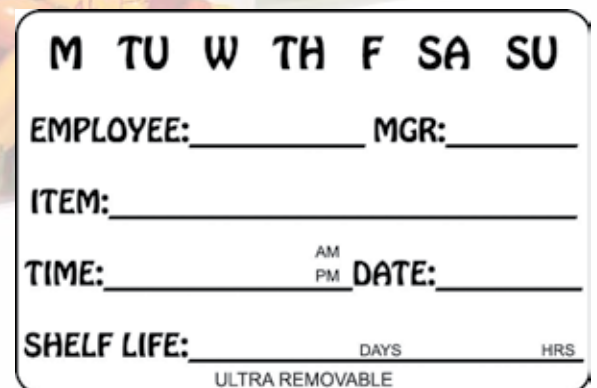 M TU W TH F SA SU
EMPLOYEE: MGR:
ITEM:
TIME: AM PM DATE:
SHELF LIFE: DAYS HRS
ULTRA REMOVABLE